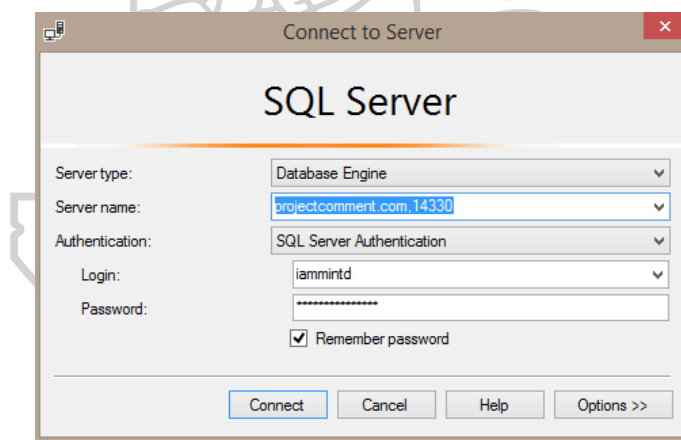 Connect to Server
SQL Server
Server type: Database Engine
Server name: projectcomment.com,14330
Authentication: SQL Server Authentication
Login: iammintd
Password: ***************
Remember password
Connect Cancel Help Options >>